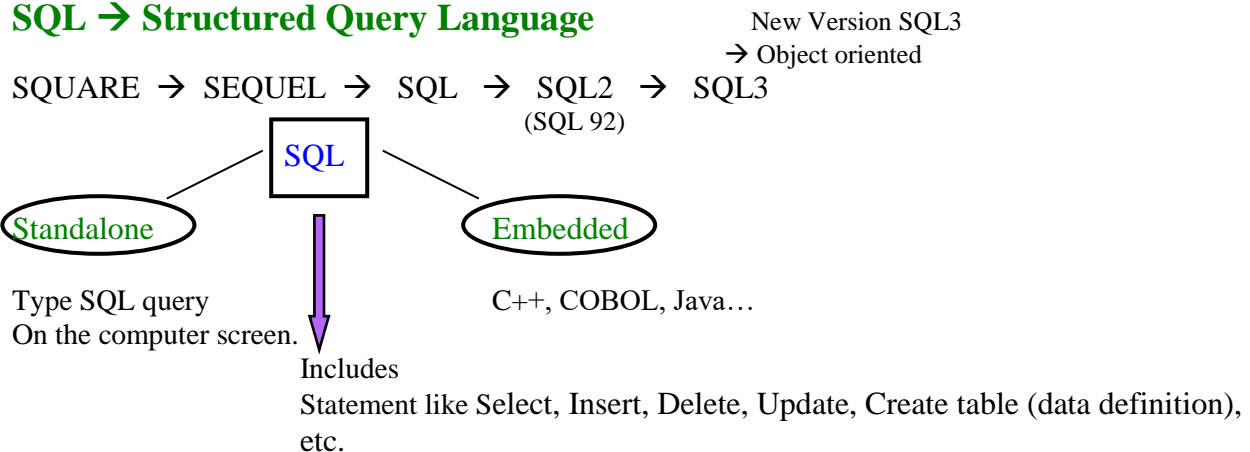 SQL → Structured Query Language
New Version SQL3
→ Object oriented
SQUARE → SEQUEL → SQL → SQL2 → SQL3
(SQL 92)
SQL
Standalone
Embedded
Type SQL query
On the computer screen.
C++, COBOL, Java…
Includes
Statement like Select, Insert, Delete, Update, Create table (data definition),
etc.